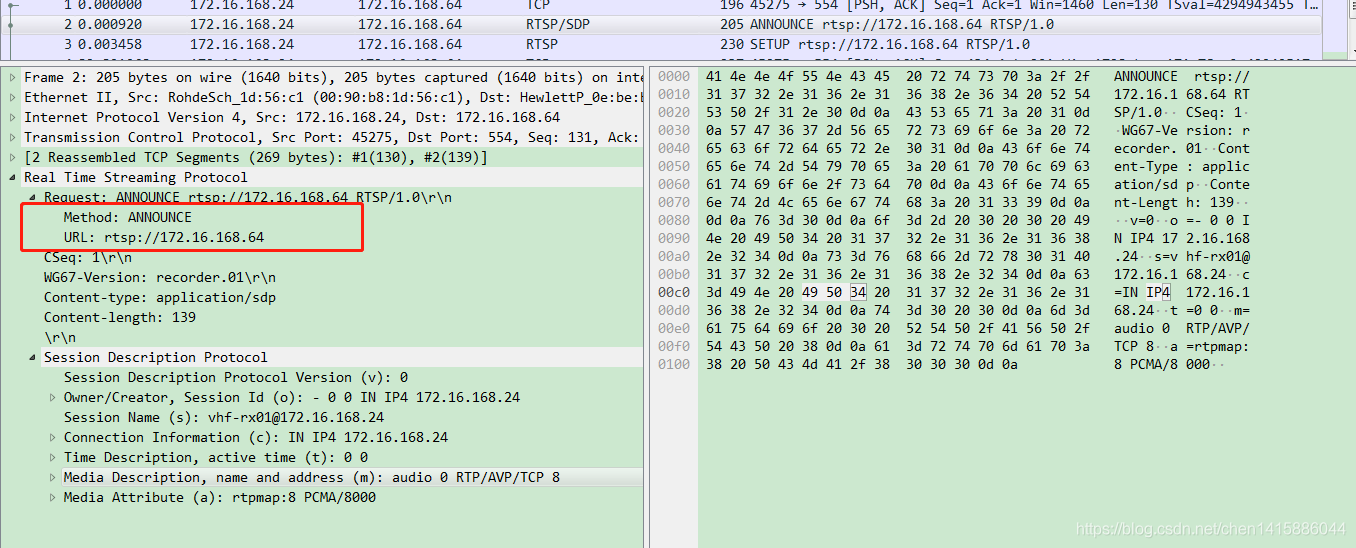 1 0.000000 172.16.168.24 172.16.168.64 TCP 196 45275 → 554 [PSH, ACK] Seq=1 Ack=1 Win=1460 Len=130 TSval=4294943455 T…
2 0.000920 172.16.168.24 172.16.168.64 RTSP/SDP 205 ANNOUNCE rtsp://172.16.168.64 RTSP/1.0
3 0.003458 172.16.168.24 172.16.168.64 RTSP 230 SETUP rtsp://172.16.168.64 RTSP/1.0
Frame 2: 205 bytes on wire (1640 bits), 205 bytes captured (1640 bits) on inte
Ethernet II, Src: RohdeSch_1d:56:c1 (00:90:b8:1d:56:c1), Dst: HewlettP_0e:be:b
Internet Protocol Version 4, Src: 172.16.168.24, Dst: 172.16.168.64
Transmission Control Protocol, Src Port: 45275, Dst Port: 554, Seq: 131, Ack:
[2 Reassembled TCP Segments (269 bytes): #1(130), #2(139)]
Real Time Streaming Protocol
Request: ANNOUNCE rtsp://172.16.168.64 RTSP/1.0\r\n
Method: ANNOUNCE
URL: rtsp://172.16.168.64
CSeq: 1\r\n
WG67-Version: recorder.01\r\n
Content-type: application/sdp
Content-length: 139
\r\n
Session Description Protocol
Session Description Protocol Version (v): 0
Owner/Creator, Session Id (o): - 0 0 IN IP4 172.16.168.24
Session Name (s): vhf-rx01@172.16.168.24
Connection Information (c): IN IP4 172.16.168.24
Time Description, active time (t): 0 0
Media Description, name and address (m): audio 0 RTP/AVP/TCP 8
Media Attribute (a): rtpmap:8 PCMA/8000
0000 41 4e 4e 4f 55 4e 43 45 20 72 74 73 70 3a 2f 2f ANNOUNCE rtsp://
0010 31 37 32 2e 31 36 2e 31 36 38 2e 36 34 20 52 54 172.16.1 68.64 RT
0020 53 50 2f 31 2e 30 0d 0a 43 53 65 71 3a 20 31 0d SP/1.0·· CSeq: 1·
0030 0a 57 47 36 37 2d 56 65 72 73 69 6f 6e 3a 20 72 ·WG67-Ve rsion: r
0040 65 63 6f 72 64 65 72 2e 30 31 0d 0a 43 6f 6e 74 ecorder. 01··Cont
0050 65 6e 74 2d 54 79 70 65 3a 20 61 70 70 6c 69 63 ent-Type : applic
0060 61 74 69 6f 6e 2f 73 64 70 0d 0a 43 6f 6e 74 65 ation/sd p··Conte
0070 6e 74 2d 4c 65 6e 67 74 68 3a 20 31 33 39 0d 0a nt-Lengt h: 139··
0080 0d 0a 76 3d 30 0d 0a 6f 3d 2d 20 30 20 30 20 49 ··v=0··o =- 0 0 I
0090 4e 20 49 50 34 20 31 37 32 2e 31 36 2e 31 36 38 N IP4 17 2.16.168
00a0 2e 32 34 0d 0a 73 3d 76 68 66 2d 72 78 30 31 40 .24··s=v hf-rx01@
00b0 31 37 32 2e 31 36 2e 31 36 38 2e 32 34 0d 0a 63 172.16.1 68.24··c
00c0 3d 49 4e 20 49 50 34 20 31 37 32 2e 31 36 2e 31 =IN IP4 172.16.1
00d0 36 38 2e 32 34 0d 0a 74 3d 30 20 30 0d 0a 6d 3d 68.24··t =0 0··m=
00e0 61 75 64 69 6f 20 30 20 52 54 50 2f 41 56 50 2f audio 0 RTP/AVP/
00f0 54 43 50 20 38 0d 0a 61 3d 72 74 70 6d 61 70 3a TCP 8··a =rtpmap:
0100 38 20 50 43 4d 41 2f 38 30 30 30 0d 0a 8 PCMA/8 000··
https://blog.csdn.net/chen1415886044